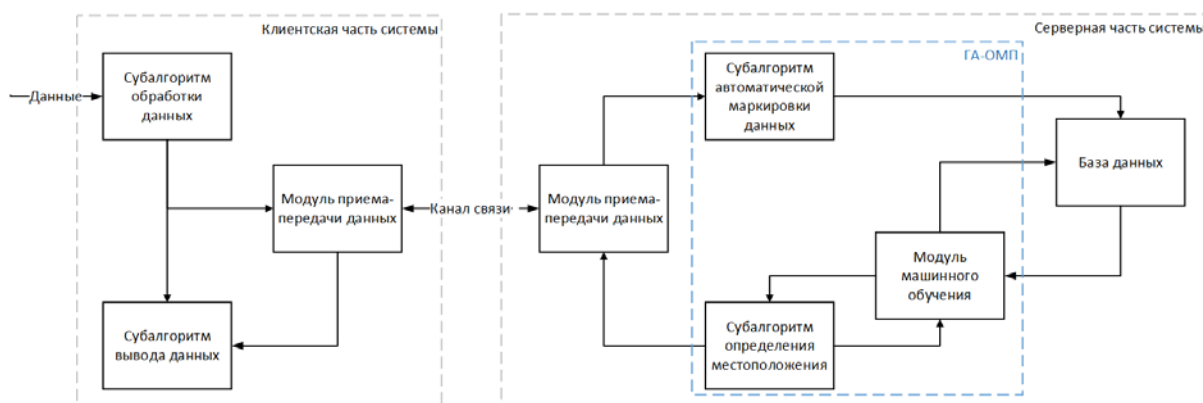 Клиентская часть системы
Данные
Субалгоритм
обработки
данных
Модуль приема-
передачи данных
Субалгоритм
вывода данных
Канал связи
Серверная часть системы
ГА-ОМП
Субалгоритм
автоматической
маркировки
данных
База данных
Модуль приема-
передачи данных
Модуль
машинного
обучения
Субалгоритм
определения
местоположения